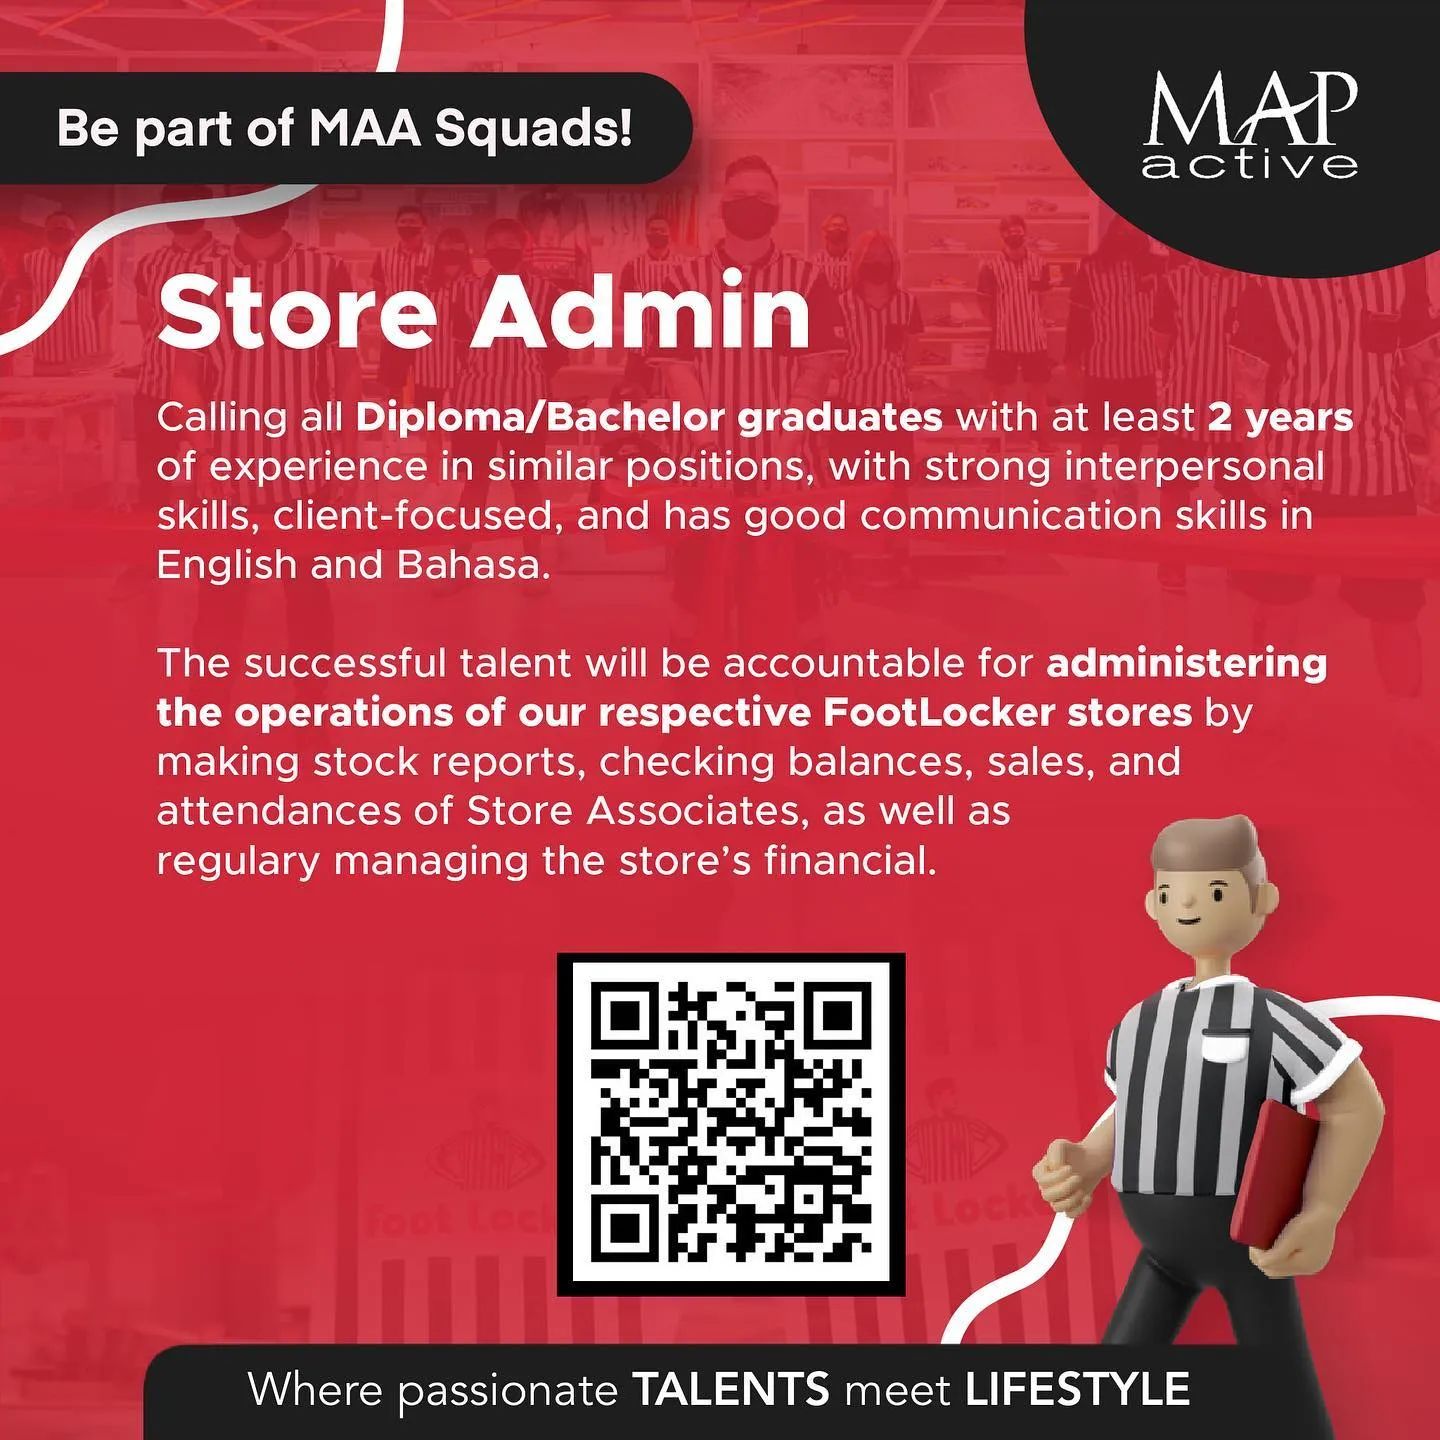 Be part of MAA Squads!
MAP
active
Store Admin
Calling all Diploma/Bachelor graduates with at least 2 years
of experience in similar positions, with strong interpersonal
skills, client-focused, and has good communication skills in
English and Bahasa.
The successful talent will be accountable for administering
the operations of our respective FootLocker stores by
making stock reports, checking balances, sales, and
attendances of Store Associates, as well as
regulary managing the store's financial.
Foot Locker
Where passionate TALENTS meet LIFESTYLE